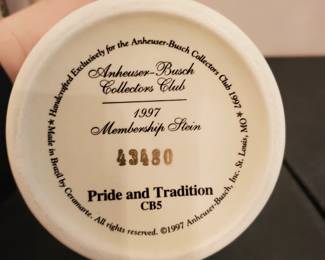 ★ Handcrafted Exclusively for the Anheuser-Busch Collectors Club 1997 ★
Made in Brazil by Ceramarte. All rights reserved. ©1997 Anheuser-Busch, Inc. St. Louis, MO
Anheuser-Busch
Collectors Club
1997
Membership Stein
43480
Pride and Tradition
CB5